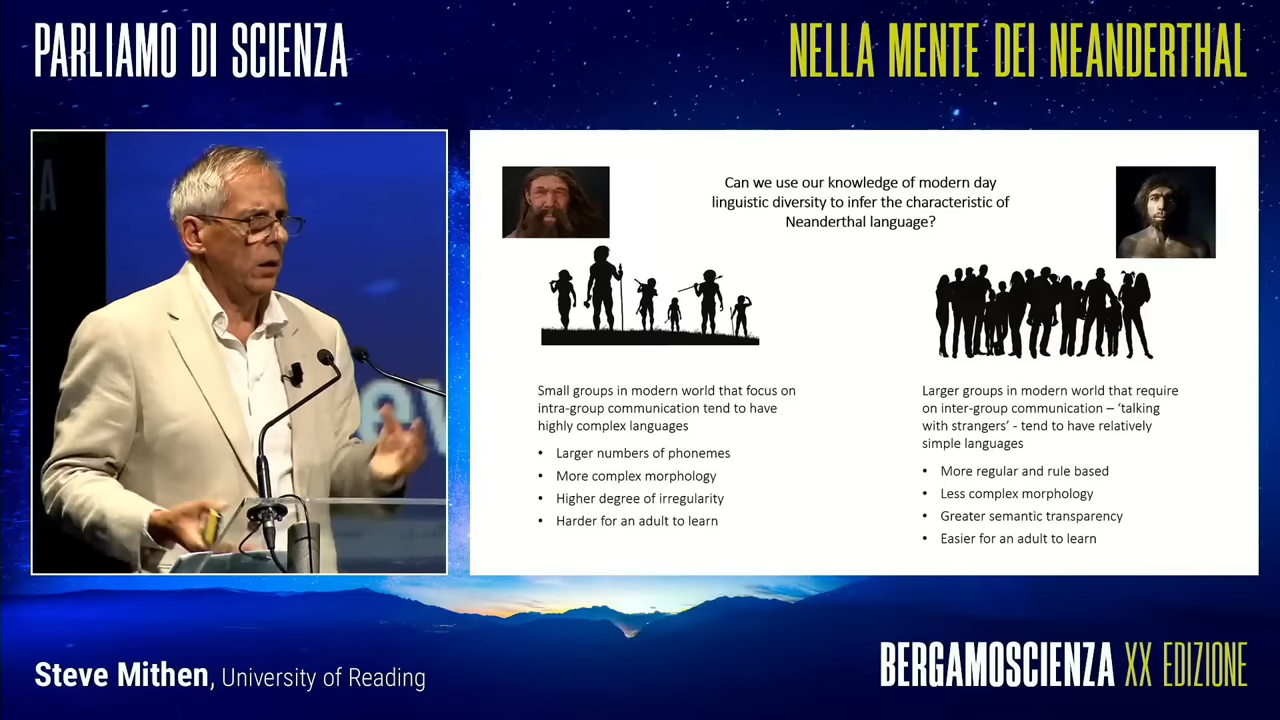 PARLIAMO DI SCIENZA
NELLA MENTE DEI NEANDERTHAL
A
Can we use our knowledge of modern day
linguistic diversity to infer the characteristic of
Neanderthal language?
Small groups in modern world that focus on
intra-group communication tend to have
highly complex languages
• Larger numbers of phonemes
• More complex morphology
• Higher degree of irregularity
• Harder for an adult to learn
Larger groups in modern world that require
on inter-group communication – ‘talking
with strangers’ - tend to have relatively
simple languages
• More regular and rule based
• Less complex morphology
• Greater semantic transparency
• Easier for an adult to learn
Steve Mithen, University of Reading
BERGAMOSCIENZA XX EDIZIONE